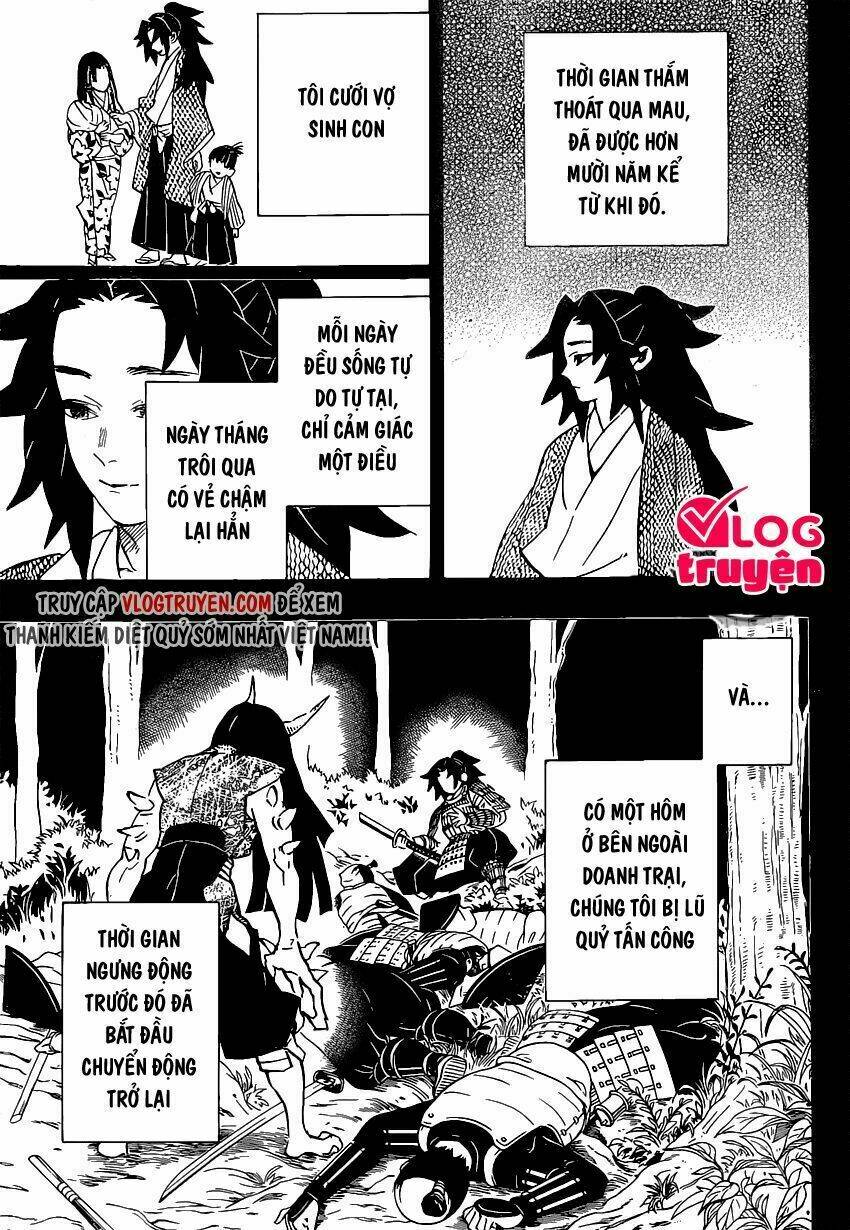 THỜI GIAN THẮM
THOÁT QUA MAU,
ĐÃ ĐƯỢC HƠN
MƯỜI NĂM KỂ
TỪ KHI ĐÓ.
TÔI CƯỚI VỢ
SINH CON
MỖI NGÀY
ĐỀU SỐNG TỰ
DO TỰ TẠI,
CHỈ CẢM GIÁC
MỘT ĐIỀU
NGÀY THÁNG
TRÔI QUA
CÓ VẺ CHẬM
LẠI HẲN
VLOG
truyện
TRUY CẬP VLOGTRUYEN.COM ĐỂ XEM
THANH KIẾM DIỆT QUỶ SỚM NHẤT VIỆT NAM!!
VÀ...
CÓ MỘT HÔM
Ở BÊN NGOÀI
DOANH TRẠI,
CHÚNG TÔI BỊ LŨ
QUỶ TẤN CÔNG
THỜI GIAN
NGƯNG ĐỘNG
TRƯỚC ĐÓ ĐÃ
BẮT ĐẦU
CHUYỂN ĐỘNG
TRỞ LẠI